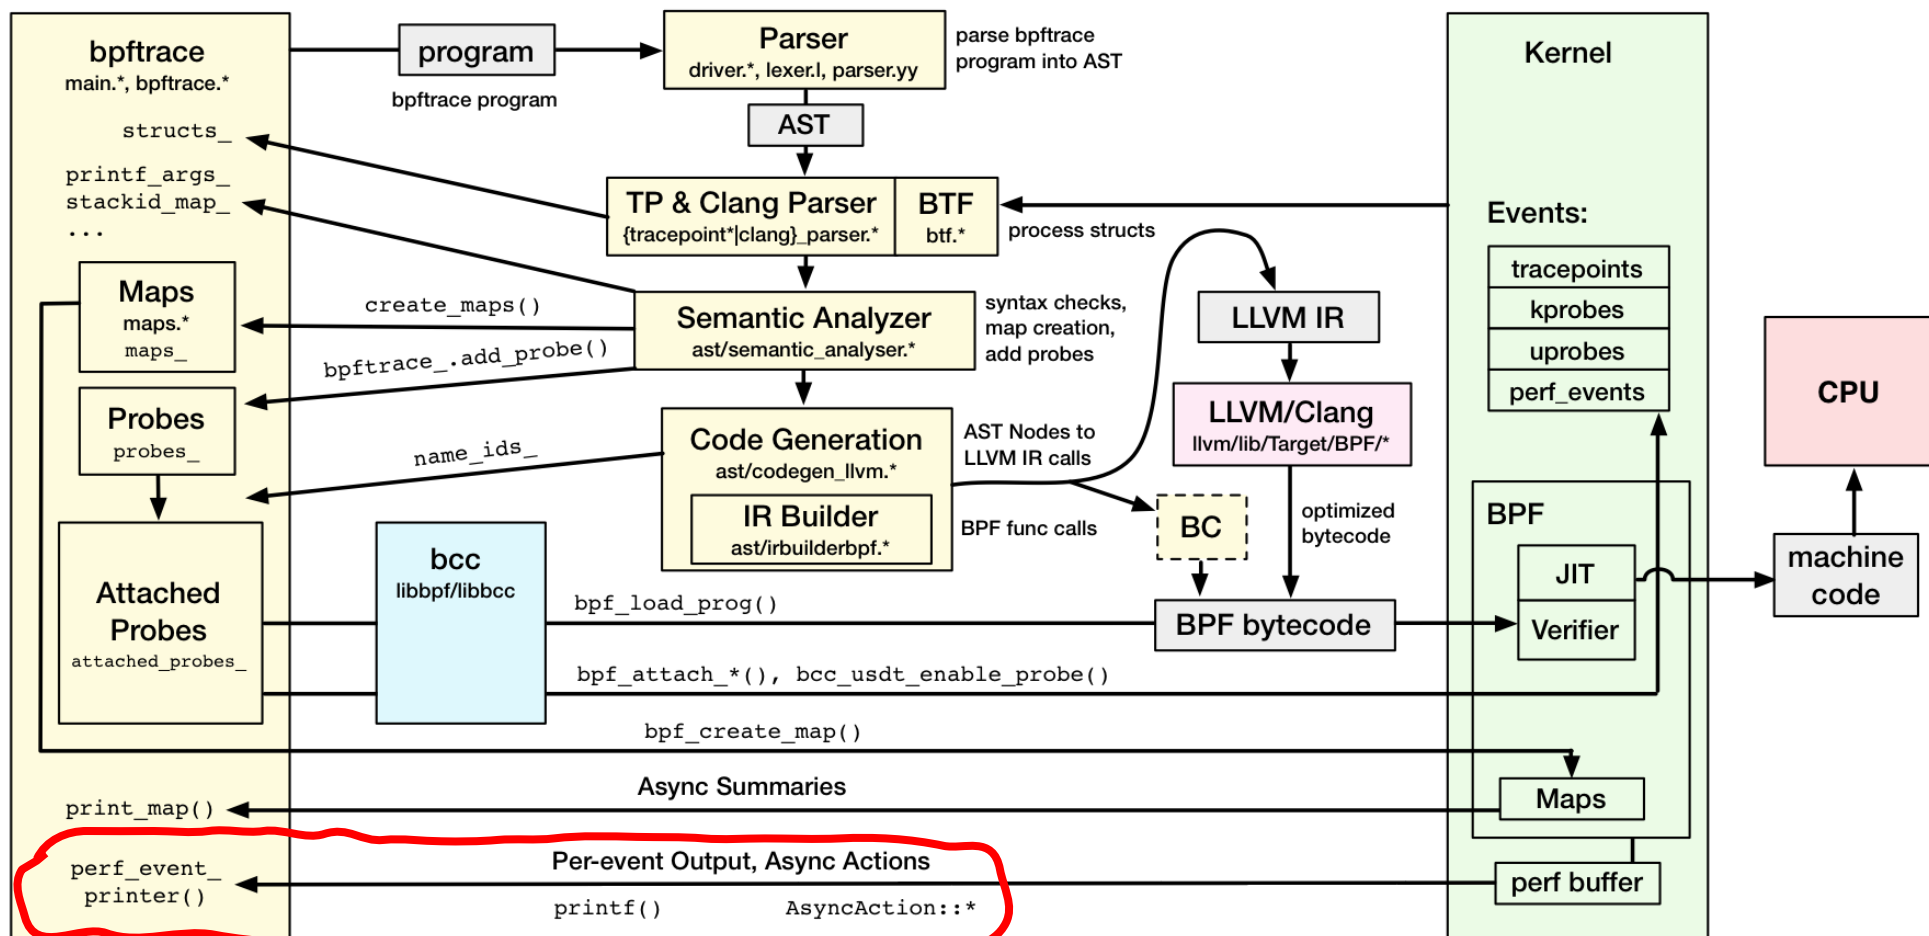 bpftrace
main.*, bpftrace.*
structs_
printf_args_
stackid_map_
...
Maps
maps.*
maps_
Probes
probes_
Attached
Probes
attached_probes_
print_map()
perf_event_
printer()
program
bpftrace program
Parser
driver.*, lexer.l, parser.yy
parse bpftrace
program into AST
AST
TP & Clang Parser
{tracepoint*|clang}_parser.*
BTF
btf.*
process structs
create_maps()
bpftrace_.add_probe()
name_ids_
Semantic Analyzer
ast/semantic_analyser.*
syntax checks,
map creation,
add probes
Code Generation
ast/codegen_llvm.*
IR Builder
ast/irbuilderbpf.*
AST Nodes to
LLVM IR calls
BPF func calls
LLVM IR
LLVM/Clang
llvm/lib/Target/BPF/*
optimized
bytecode
BC
BPF bytecode
bcc
libbpf/libbcc
bpf_load_prog()
bpf_attach_*(), bcc_usdt_enable_probe()
bpf_create_map()
Async Summaries
Per-event Output, Async Actions
printf()
AsyncAction::*
Kernel
Events:
tracepoints
kprobes
uprobes
perf_events
BPF
JIT
Verifier
Maps
perf buffer
CPU
machine
code